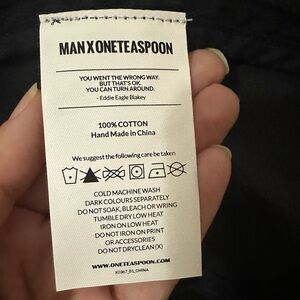 MANXONETEASPOON
YOU WENT THE WRONG WAY.
BUT THAT'S OK.
YOU CAN TURN AROUND.
- Eddie Eagle Blakey
100% COTTON
Hand Made in China
We suggest the following care be taken
COLD MACHINE WASH
DARK COLOURS SEPARATELY
DO NOT SOAK, BLEACH OR WRING
TUMBLE DRY LOW HEAT
IRON ON LOW HEAT
DO NOT IRON ON PRINT
OR ACCESSORIES
DO NOT DRYCLEAN (X)
WWW.ONETEASPOON.COM